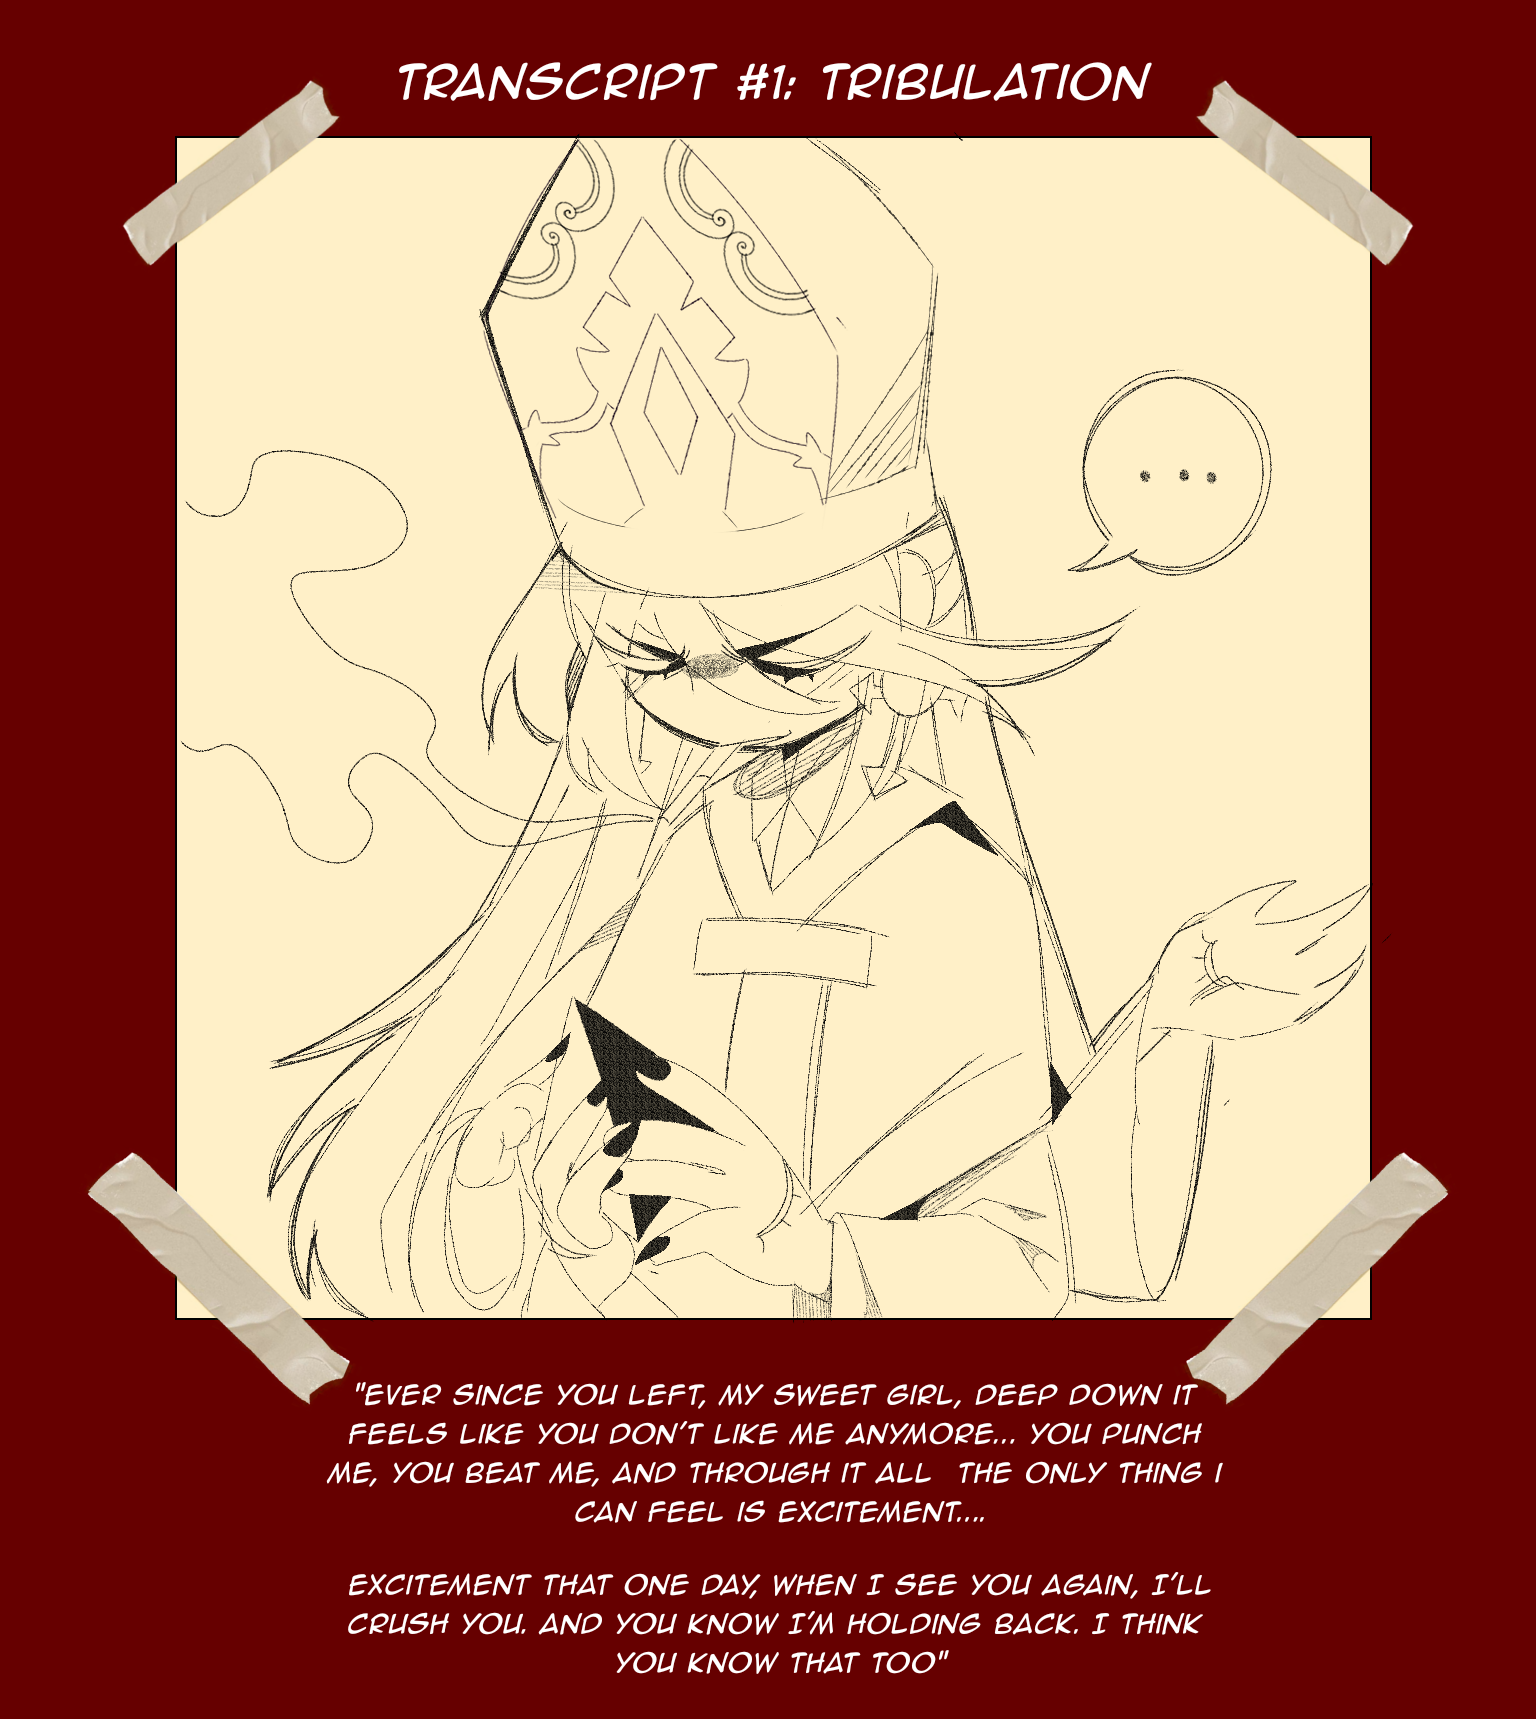 TRANSCRIPT #1: TRIBULATION
...
"EVER SINCE YOU LEFT, MY SWEET GIRL, DEEP DOWN IT
FEELS LIKE YOU DON'T LIKE ME ANYMORE... YOU PUNCH
ME, YOU BEAT ME, AND THROUGH IT ALL  THE ONLY THING I
CAN FEEL IS EXCITEMENT....
EXCITEMENT THAT ONE DAY, WHEN I SEE YOU AGAIN, I'LL
CRUSH YOU. AND YOU KNOW I'M HOLDING BACK. I THINK
YOU KNOW THAT TOO"